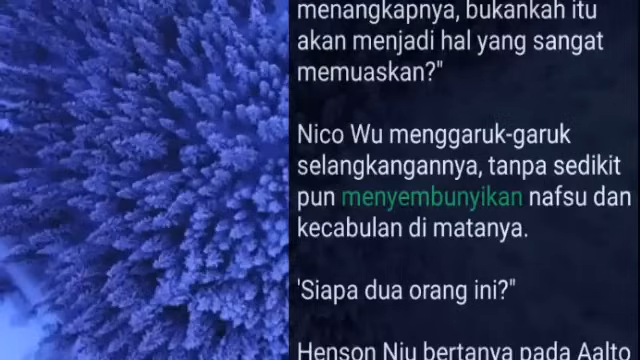 menangkapnya, bukankah itu
akan menjadi hal yang sangat
memuaskan?"
Nico Wu menggaruk-garuk
selangkangannya, tanpa sedikit
pun menyembunyikan nafsu dan
kecabulan di matanya.
'Siapa dua orang ini?"
Henson Niu bertanya pada Aalto